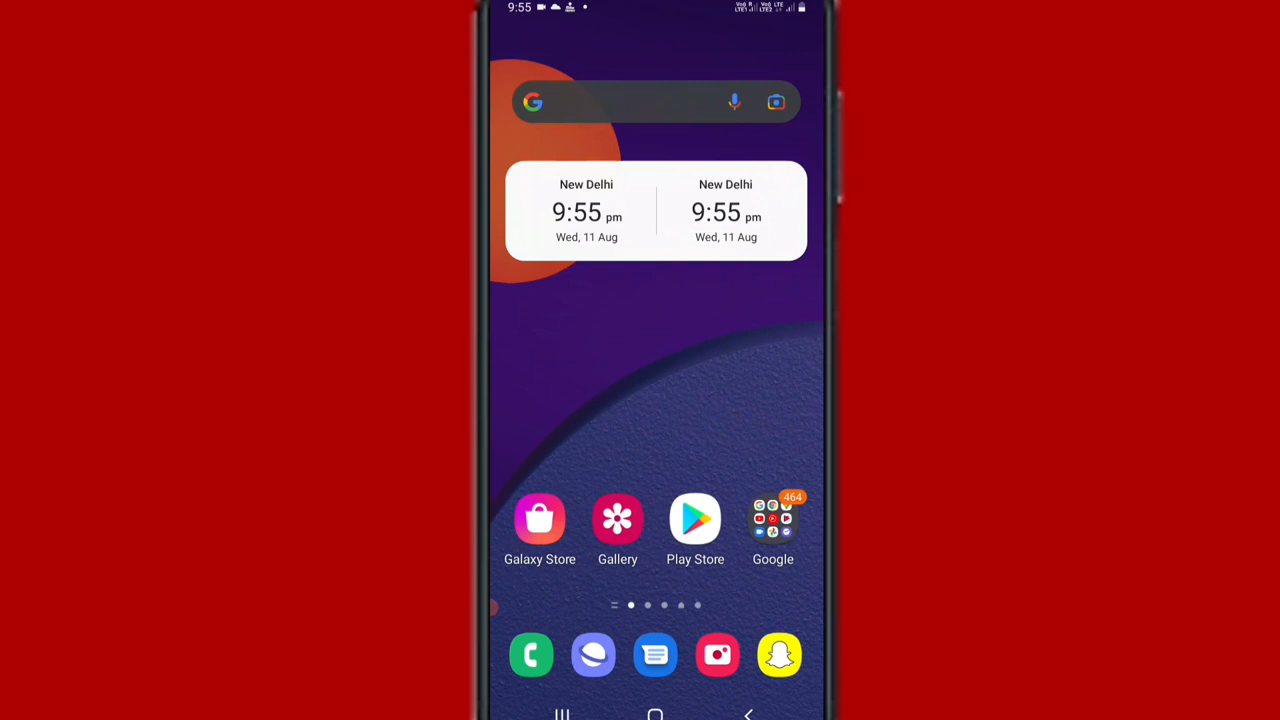 9:55
New Delhi New Delhi
9:55 pm 9:55 pm
Wed, 11 Aug Wed, 11 Aug
464
Galaxy Store Gallery Play Store Google